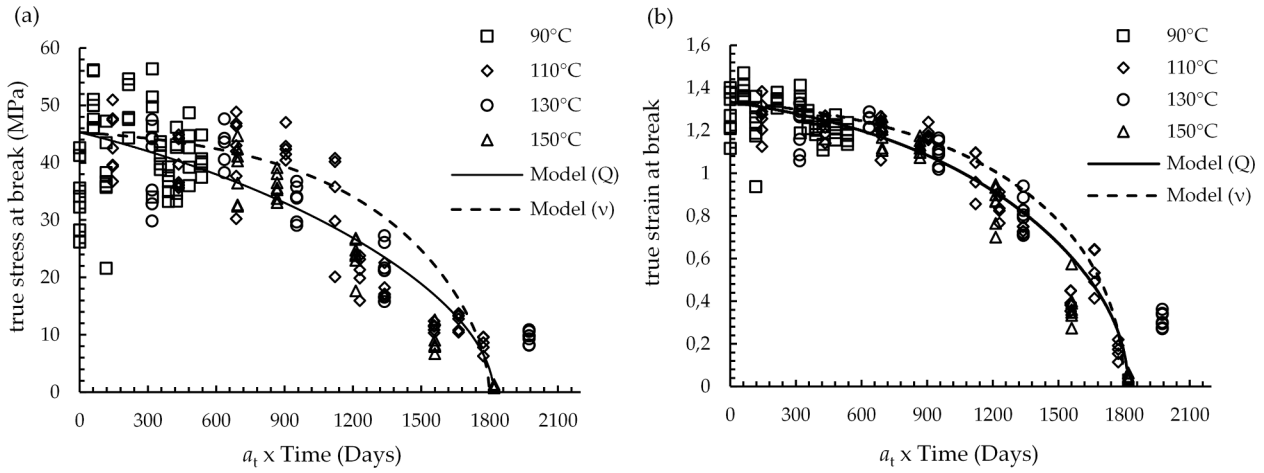 (a)
true stress at break (MPa)
60
50
40
30
20
10
0
0 300 600 900 1200 1500 1800 2100
a_t x Time (Days)
90°C
110°C
130°C
150°C
Model (Q)
Model (ν)
(b)
true strain at break
1,6
1,4
1,2
1
0,8
0,6
0,4
0,2
0
0 300 600 900 1200 1500 1800 2100
a_t x Time (Days)
90°C
110°C
130°C
150°C
Model (Q)
Model (ν)